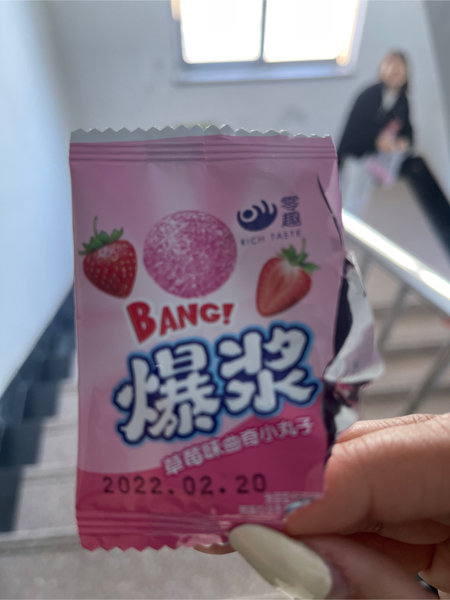 零趣
RICH TASTE
BANG!
爆浆
草莓味曲奇小丸子
2022.02.20